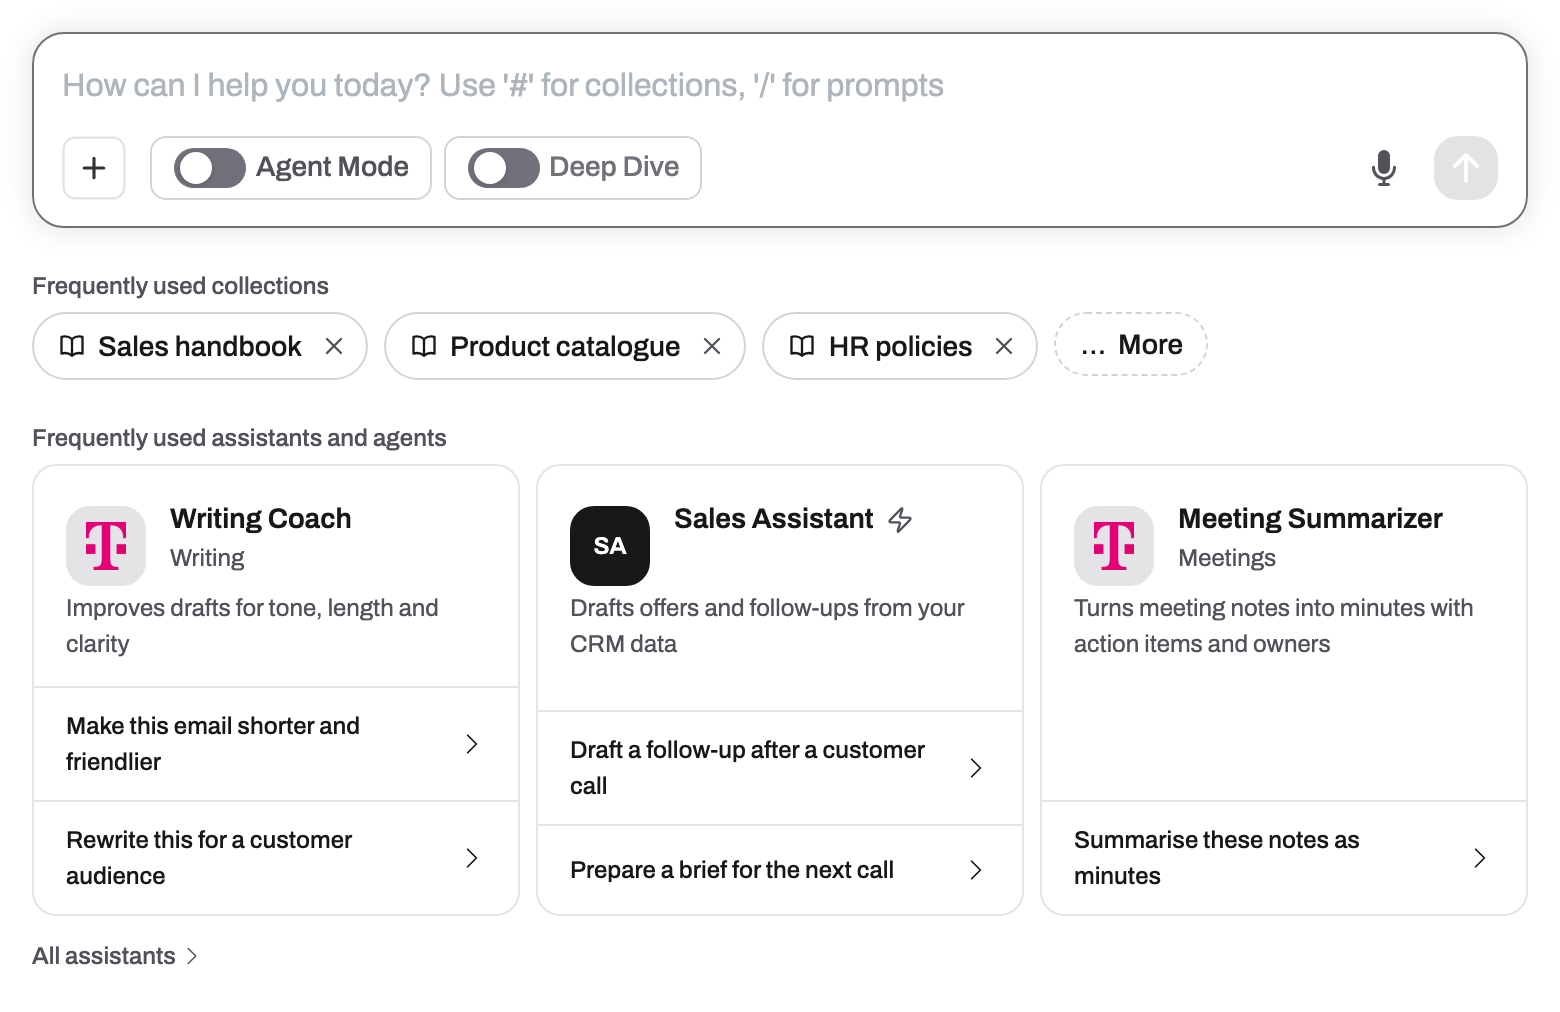 How can I help you today? Use '#' for collections, '/' for prompts
Agent Mode
Deep Dive
Frequently used collections
Sales handbook
Product catalogue
HR policies
... More
Frequently used assistants and agents
T
Writing Coach
Writing
Improves drafts for tone, length and
clarity
Make this email shorter and
friendlier
Rewrite this for a customer
audience
SA
Sales Assistant
Drafts offers and follow-ups from your
CRM data
Draft a follow-up after a customer
call
Prepare a brief for the next call
T
Meeting Summarizer
Meetings
Turns meeting notes into minutes with
action items and owners
Summarise these notes as
minutes
All assistants